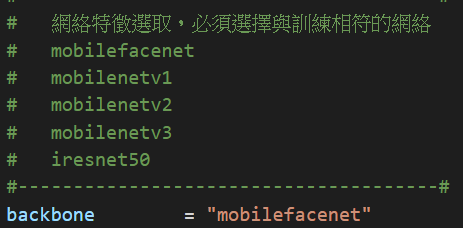 #   網絡特徵選取，必須選擇與訓練相符的網絡
#   mobilefacenet
#   mobilenetv1
#   mobilenetv2
#   mobilenetv3
#   iresnet50
#--------------------------------------#
backbone        = "mobilefacenet"